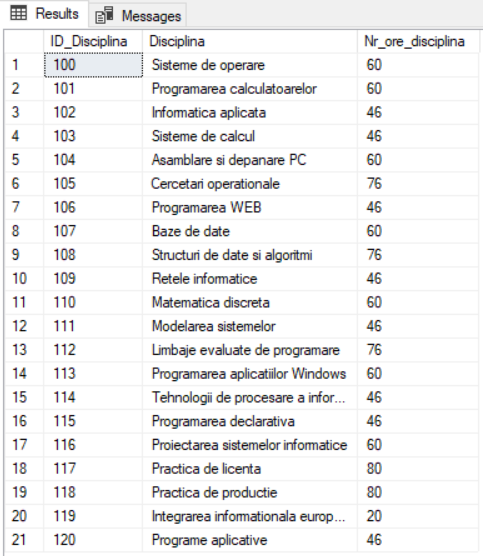 Results Messages
ID_Disciplina Disciplina Nr_ore_disciplina
1 100 Sisteme de operare 60
2 101 Programarea calculatoarelor 60
3 102 Informatica aplicata 46
4 103 Sisteme de calcul 46
5 104 Asamblare si depanare PC 60
6 105 Cercetari operationale 76
7 106 Programarea WEB 46
8 107 Baze de date 60
9 108 Structuri de date si algoritmi 76
10 109 Retele informatice 46
11 110 Matematica discreta 60
12 111 Modelarea sistemelor 46
13 112 Limbaje evaluate de programare 76
14 113 Programarea aplicatiilor Windows 60
15 114 Tehnologii de procesare a infor... 46
16 115 Programarea declarativa 46
17 116 Proiectarea sistemelor informatice 60
18 117 Practica de licenta 80
19 118 Practica de productie 80
20 119 Integrarea informationala europ... 20
21 120 Programe aplicative 46